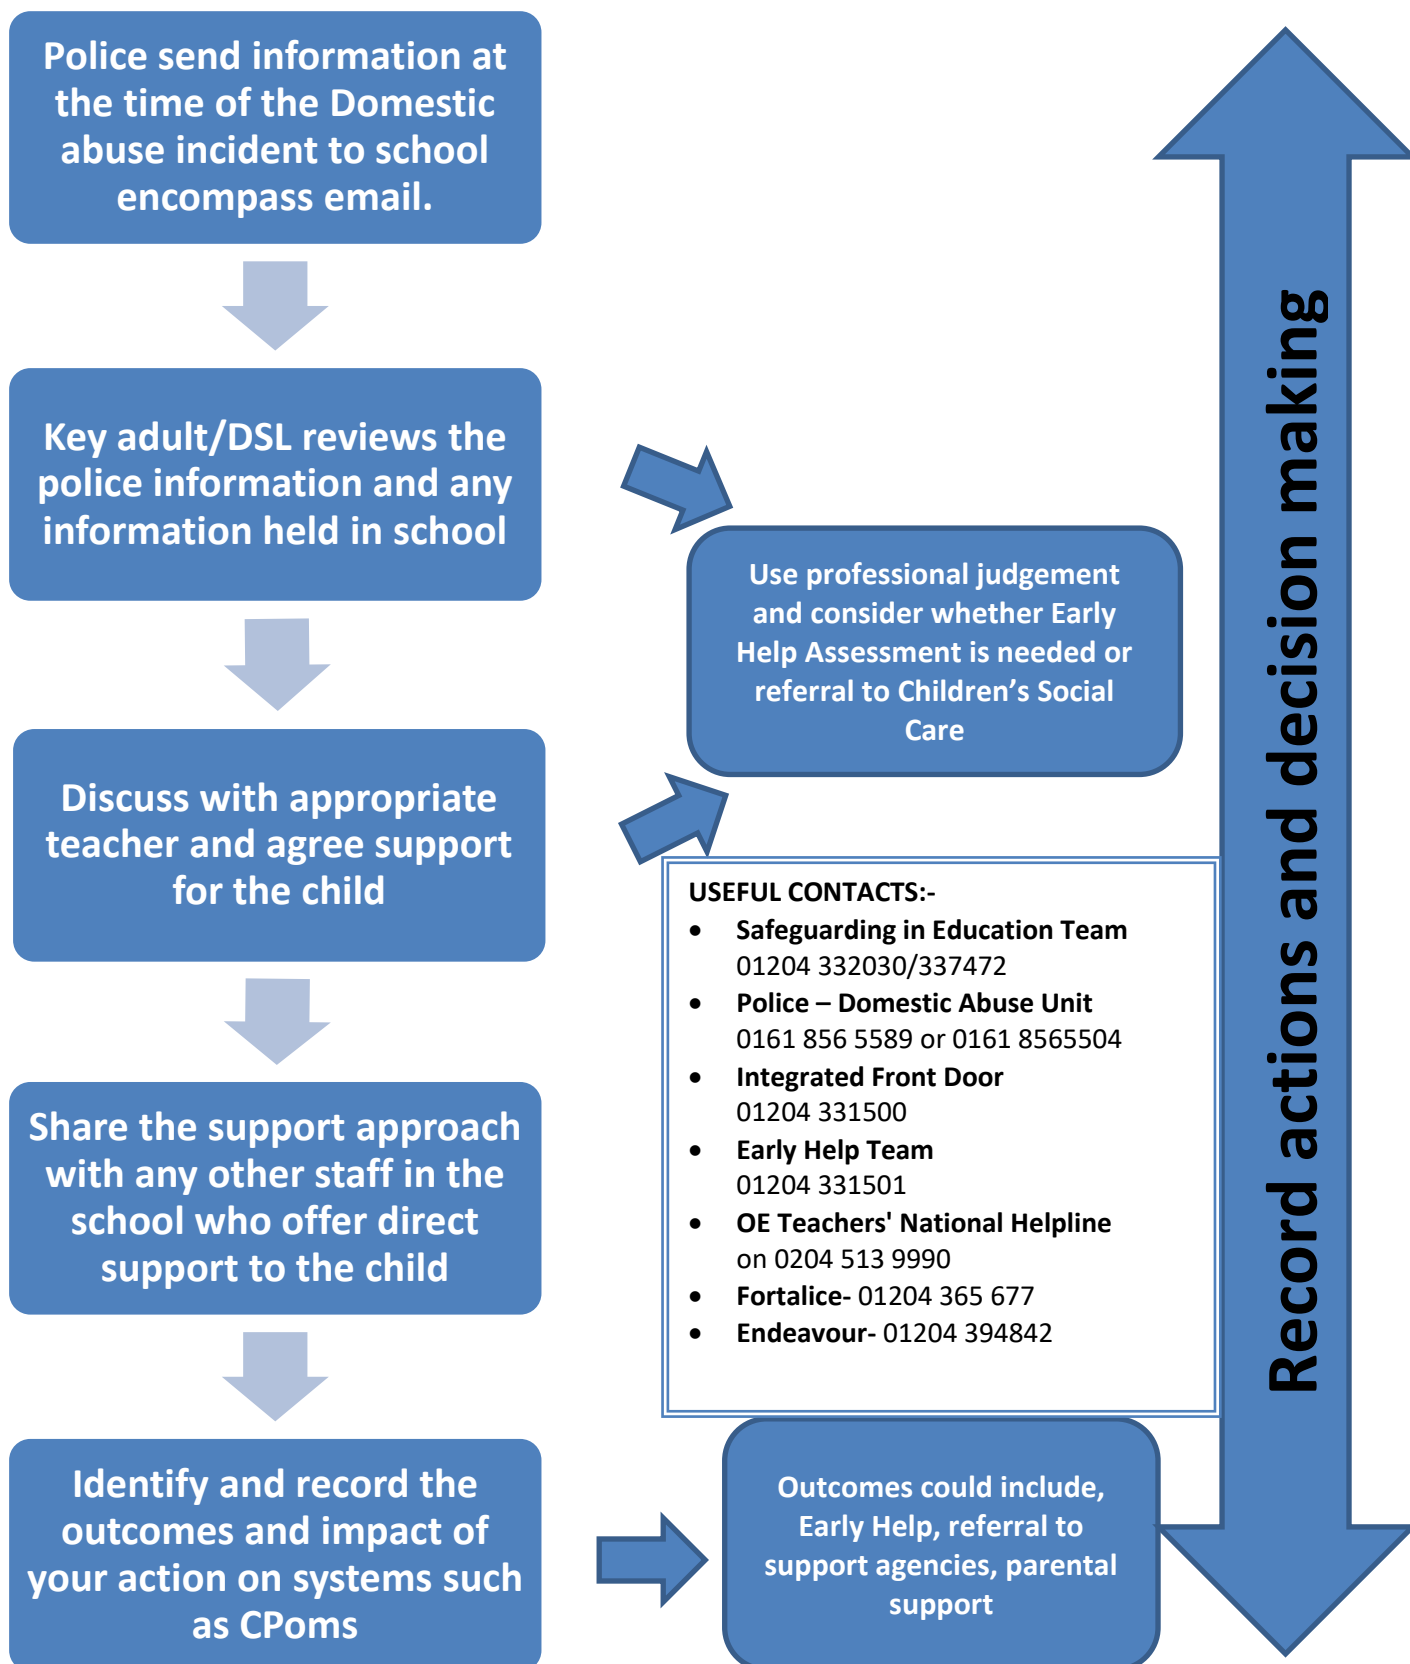 Police send information at
the time of the Domestic
abuse incident to school
encompass email.
Key adult/DSL reviews the
police information and any
information held in school
Use professional judgement
and consider whether Early
Help Assessment is needed or
referral to Children’s Social
Care
Discuss with appropriate
teacher and agree support
for the child
USEFUL CONTACTS:-
• Safeguarding in Education Team
01204 332030/337472
• Police – Domestic Abuse Unit
0161 856 5589 or 0161 8565504
• Integrated Front Door
01204 331500
• Early Help Team
01204 331501
• OE Teachers' National Helpline
on 0204 513 9990
• Fortalice- 01204 365 677
• Endeavour- 01204 394842
Share the support approach
with any other staff in the
school who offer direct
support to the child
Identify and record the
outcomes and impact of
your action on systems such
as CPoms
Outcomes could include,
Early Help, referral to
support agencies, parental
support
Record actions and decision making